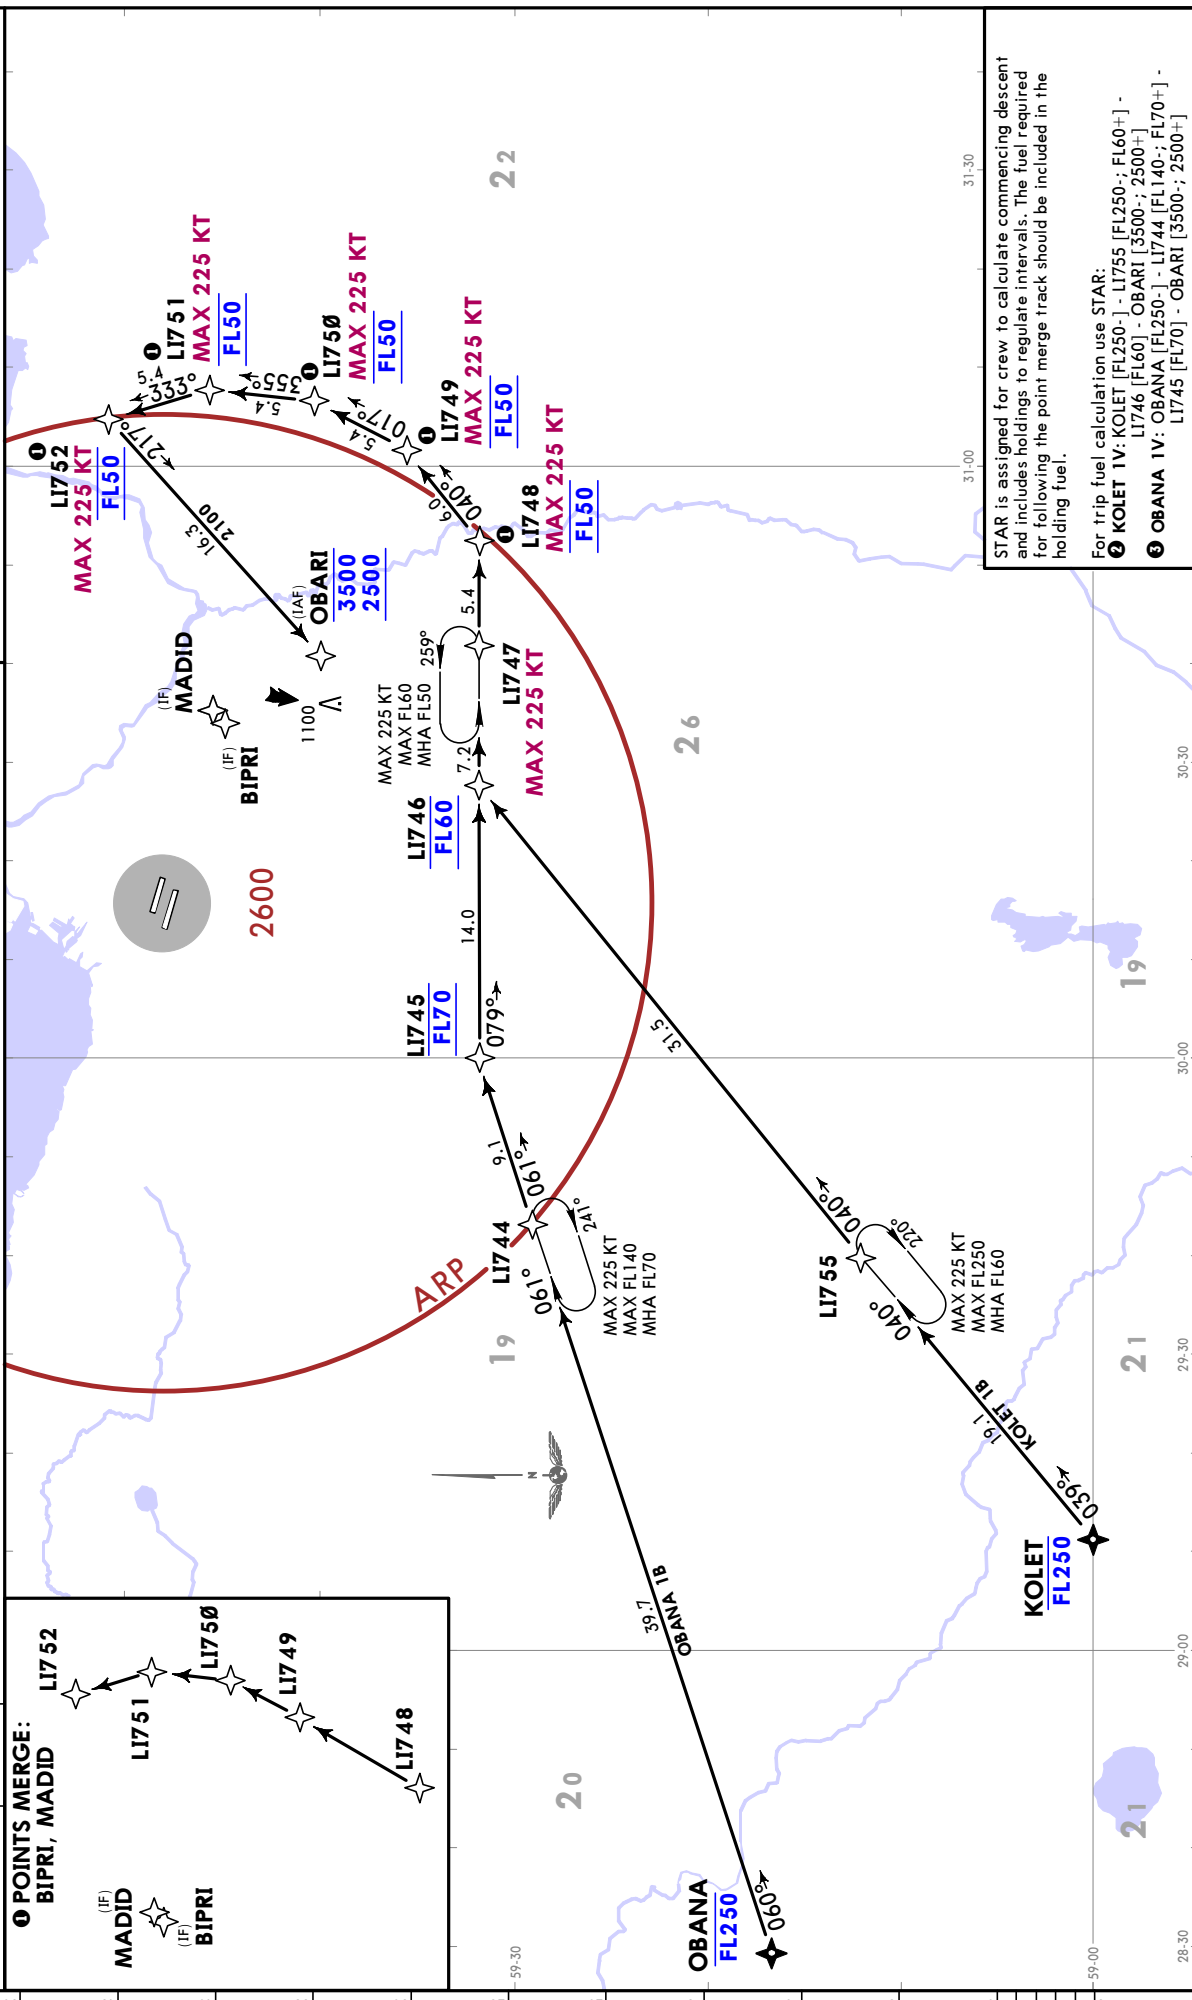 ❶ POINTS MERGE:
BIPRI, MADID
(IF)
MADID
(IF)
BIPRI
LI752
LI751
LI75Ø
LI749
LI748
❶
LI752
MAX 225 KT
FL50
5.4
333°
❶
LI751
MAX 225 KT
FL50
217°
2100
16.3
5.4
355°
❶
LI75Ø
MAX 225 KT
FL50
5.4
017°
❶
LI749
MAX 225 KT
FL50
6.0
040°
❶
LI748
MAX 225 KT
FL50
(IAF)
OBARI
3500
2500
(IF)
MADID
(IF)
BIPRI
1100
2600
22
MAX 225 KT
MAX FL60
MHA FL50
259°
5.4
LI747
MAX 225 KT
7.2
LI746
FL60
26
14.0
LI745
FL70
079°
9.1
061°
LI744
061°
241°
MAX 225 KT
MAX FL140
MHA FL70
ARP
19
N
39.7
OBANA 1B
060°
OBANA
FL250
20
31.5
040°
LI755
040°
220°
MAX 225 KT
MAX FL250
MHA FL60
19.1
KOLET 1B
039°
KOLET
FL250
19
21
21
59-30
59-00
28-30
29-00
29-30
30-00
30-30
31-00
31-30
STAR is assigned for crew to calculate commencing descent
and includes holdings to regulate intervals. The fuel required
for following the point merge track should be included in the
holding fuel.
For trip fuel calculation use STAR:
❷ KOLET 1V: KOLET [FL250-] - LI755 [FL250-; FL60+] -
LI746 [FL60] - OBARI [3500-; 2500+]
❸ OBANA 1V: OBANA [FL250-] - LI744 [FL140-; FL70+] -
LI745 [FL70] - OBARI [3500-; 2500+]